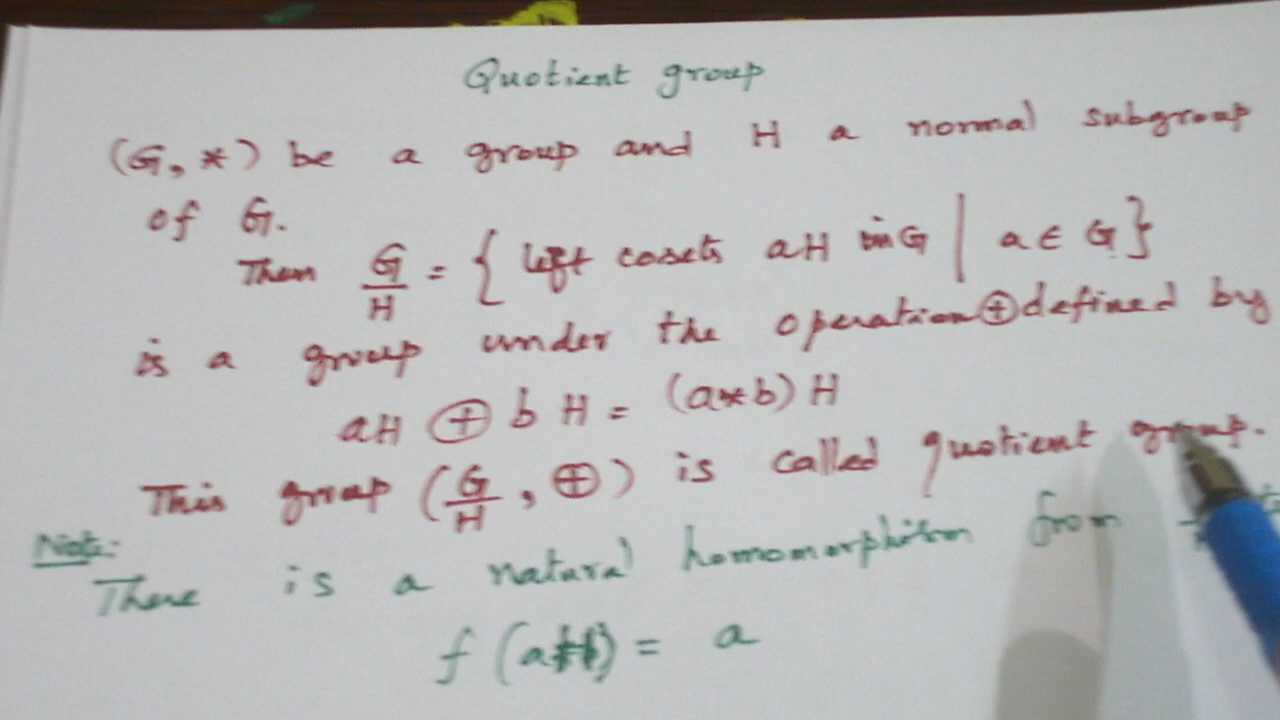 Quotient group
(G, *) be a group and H a normal subgroup
of G.
Then G/H = { left cosets aH in G | a ∈ G }
is a group under the operation ⊕ defined by
aH ⊕ b H = (a*b) H
This group (G/H, ⊕) is called quotient group.
Note:
There is a natural homomorphism from
f (aH) = a